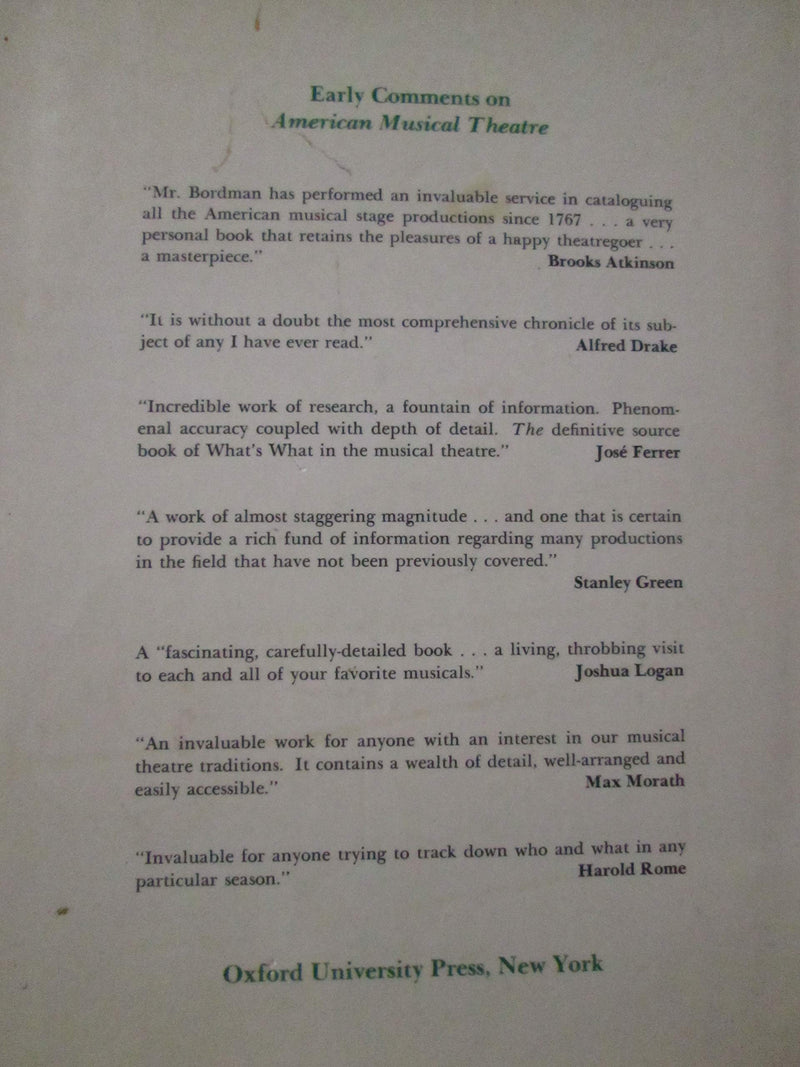 Early Comments on
American Musical Theatre
"Mr. Bordman has performed an invaluable service in cataloguing
all the American musical stage productions since 1767 . . . a very
personal book that retains the pleasures of a happy theatregoer . . .
a masterpiece." Brooks Atkinson
"It is without a doubt the most comprehensive chronicle of its sub-
ject of any I have ever read." Alfred Drake
"Incredible work of research, a fountain of information. Phenom-
enal accuracy coupled with depth of detail. The definitive source
book of What's What in the musical theatre." José Ferrer
"A work of almost staggering magnitude . . . and one that is certain
to provide a rich fund of information regarding many productions
in the field that have not been previously covered."
Stanley Green
A "fascinating, carefully-detailed book . . . a living, throbbing visit
to each and all of your favorite musicals." Joshua Logan
"An invaluable work for anyone with an interest in our musical
theatre traditions. It contains a wealth of detail, well-arranged and
easily accessible." Max Morath
"Invaluable for anyone trying to track down who and what in any
particular season." Harold Rome
Oxford University Press, New York